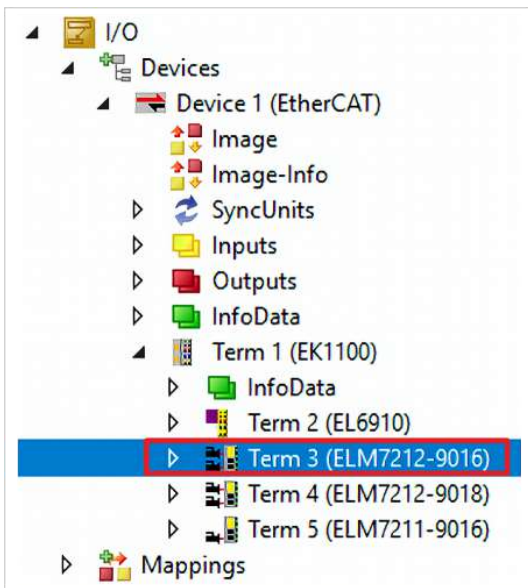 I/O
Devices
Device 1 (EtherCAT)
Image
Image-Info
SyncUnits
Inputs
Outputs
InfoData
Term 1 (EK1100)
InfoData
Term 2 (EL6910)
Term 3 (ELM7212-9016)
Term 4 (ELM7212-9018)
Term 5 (ELM7211-9016)
Mappings